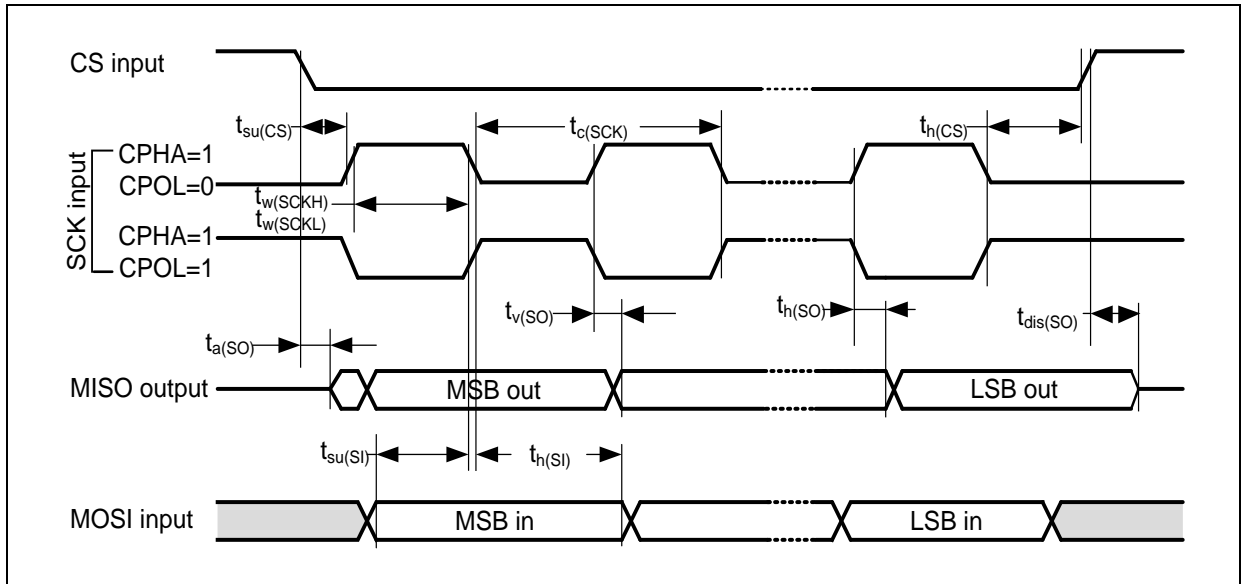 CS input
tsu(CS)
tc(SCK)
th(CS)
SCK input
CPHA=1
CPOL=0
tw(SCKH)
tw(SCKL)
CPHA=1
CPOL=1
tv(SO)
th(SO)
tdis(SO)
ta(SO)
MISO output
MSB out
LSB out
tsu(SI)
th(SI)
MOSI input
MSB in
LSB in